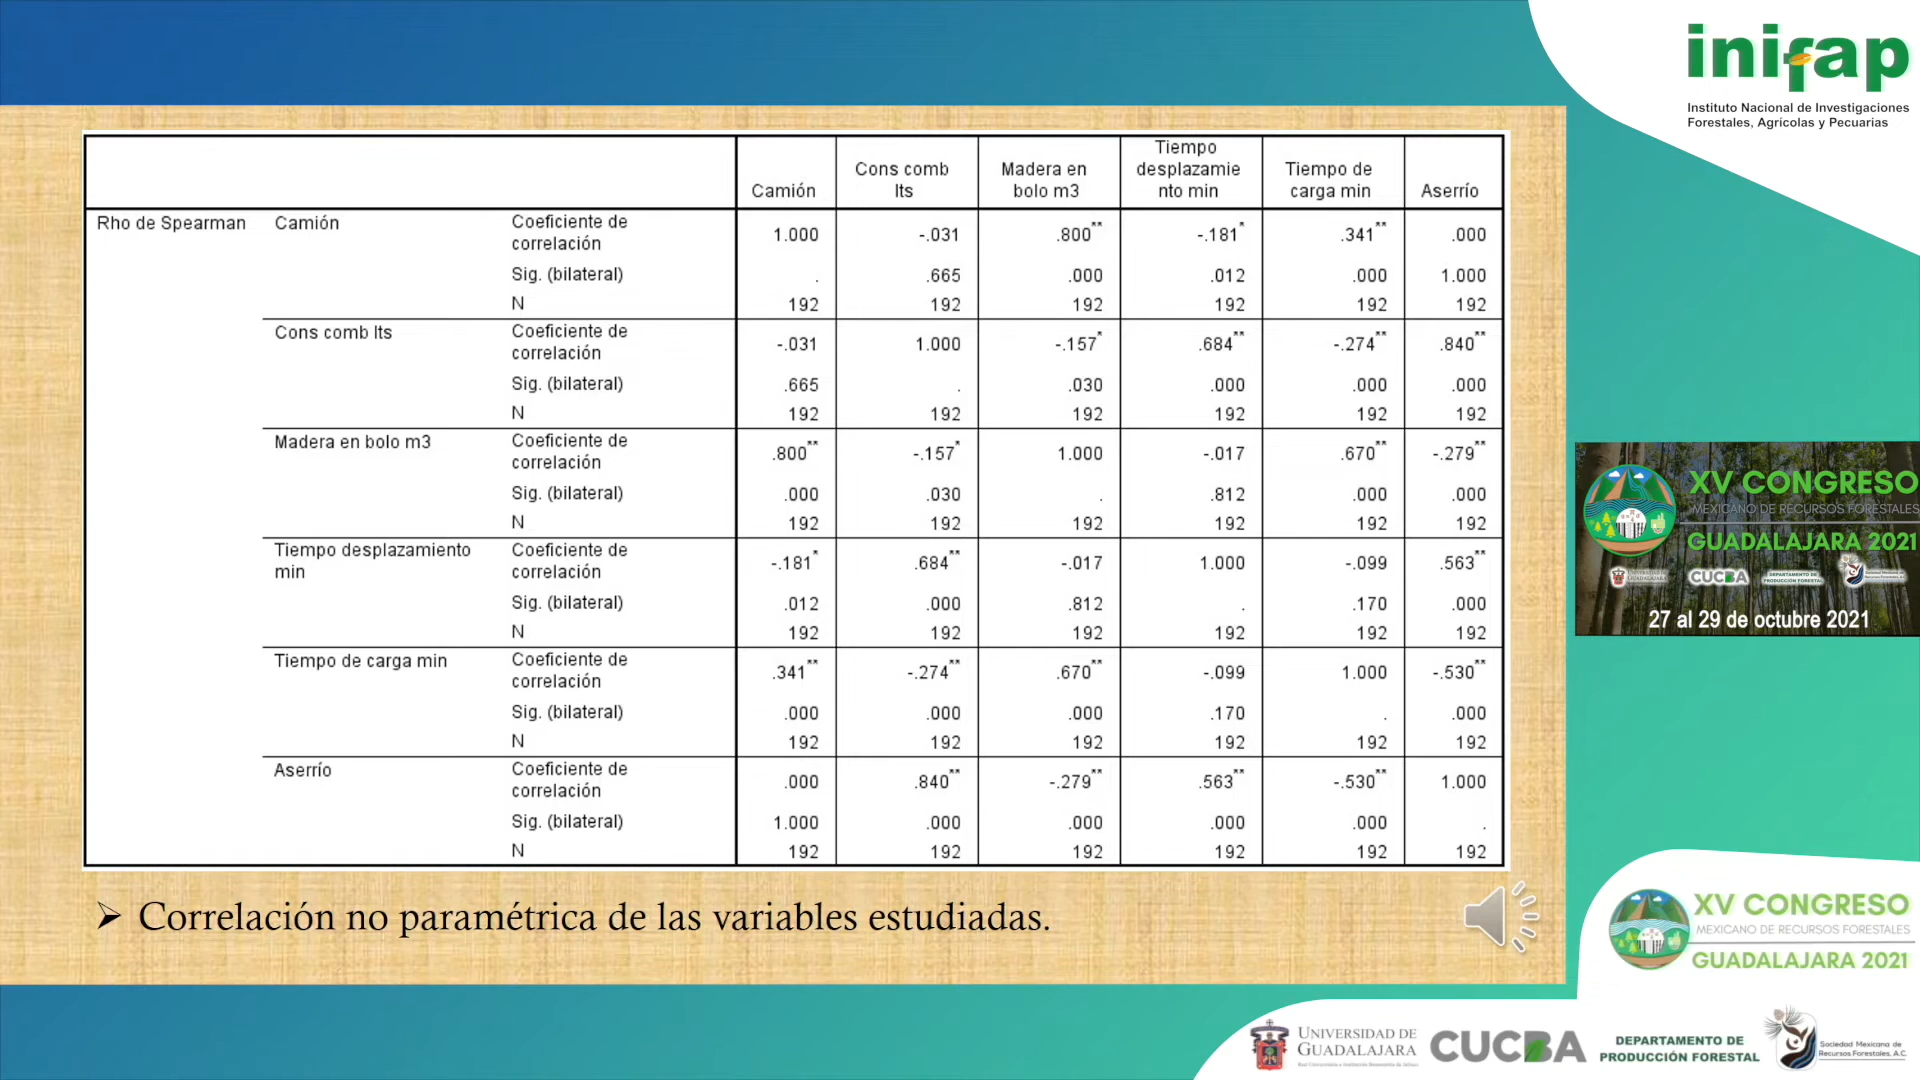 inifap
Instituto Nacional de Investigaciones
Forestales, Agrícolas y Pecuarias
Camión
Cons comb
lts
Madera en
bolo m3
Tiempo
desplazamie
nto min
Tiempo de
carga min
Aserrío
Rho de Spearman
Camión
Coeficiente de
correlación
1.000 -.031 .800** -.181* .341** .000
Sig. (bilateral) . .665 .000 .012 .000 1.000
N 192 192 192 192 192 192
Cons comb lts
Coeficiente de
correlación
-.031 1.000 -.157* .684** -.274** .840**
Sig. (bilateral) .665 . .030 .000 .000 .000
N 192 192 192 192 192 192
Madera en bolo m3
Coeficiente de
correlación
.800** -.157* 1.000 -.017 .670** -.279**
Sig. (bilateral) .000 .030 . .812 .000 .000
N 192 192 192 192 192 192
Tiempo desplazamiento
min
Coeficiente de
correlación
-.181* .684** -.017 1.000 -.099 .563**
Sig. (bilateral) .012 .000 .812 . .170 .000
N 192 192 192 192 192 192
Tiempo de carga min
Coeficiente de
correlación
.341** -.274** .670** -.099 1.000 -.530**
Sig. (bilateral) .000 .000 .000 .170 . .000
N 192 192 192 192 192 192
Aserrío
Coeficiente de
correlación
.000 .840** -.279** .563** -.530** 1.000
Sig. (bilateral) 1.000 .000 .000 .000 .000 .
N 192 192 192 192 192 192
➢ Correlación no paramétrica de las variables estudiadas.
XV CONGRESO
MEXICANO DE RECURSOS FORESTALES
GUADALAJARA 2021
UNIVERSIDAD DE
GUADALAJARA
CUCBA
DEPARTAMENTO DE
PRODUCCIÓN FORESTAL
27 al 29 de octubre 2021
XV CONGRESO
MEXICANO DE RECURSOS FORESTALES
GUADALAJARA 2021
UNIVERSIDAD DE
GUADALAJARA
CUCBA
DEPARTAMENTO DE
PRODUCCIÓN FORESTAL
Sociedad Mexicana de
Recursos Forestales, A.C.